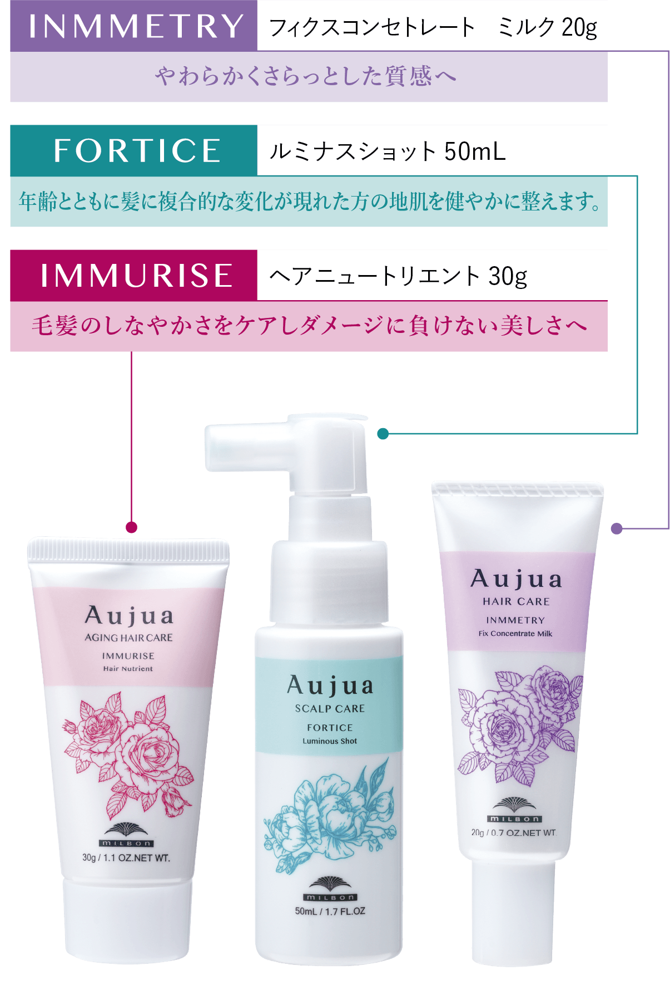 INMMETRY フィクスコンセトレート　ミルク 20g
やわらかくさらっとした質感へ
FORTICE ルミナスショット 50mL
年齢とともに髪に複合的な変化が現れた方の地肌を健やかに整えます。
IMMURISE ヘアニュートリエント 30g
毛髪のしなやかさをケアしダメージに負けない美しさへ
Aujua
AGING HAIR CARE
IMMURISE
Hair Nutrient
MILBON
30g / 1.1 OZ.NET WT.
Aujua
SCALP CARE
FORTICE
Luminous Shot
MILBON
50mL / 1.7 FL.OZ
Aujua
HAIR CARE
INMMETRY
Fix Concentrate Milk
MILBON
20g / 0.7 OZ.NET WT.